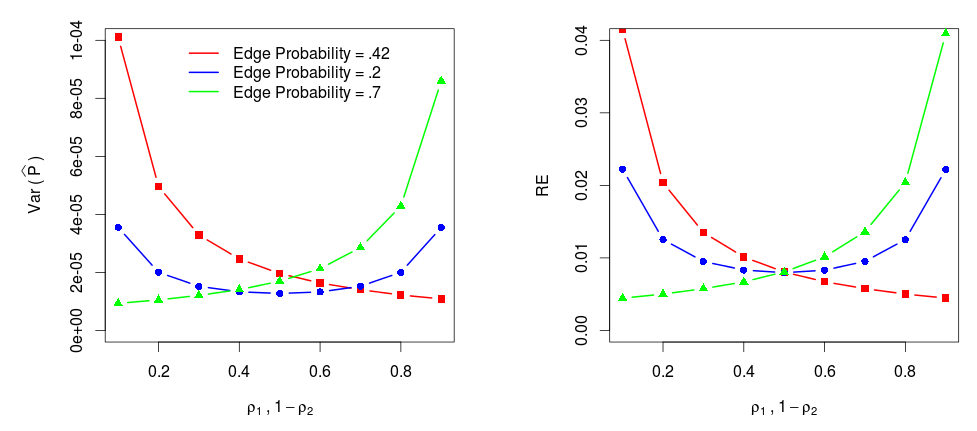 Edge Probability = .42
Edge Probability = .2
Edge Probability = .7
Var ( P̂ )
1e-04
8e-05
6e-05
4e-05
2e-05
0e+00
0.2 0.4 0.6 0.8
ρ₁ , 1 − ρ₂
RE
0.04
0.03
0.02
0.01
0.00
0.2 0.4 0.6 0.8
ρ₁ , 1 − ρ₂